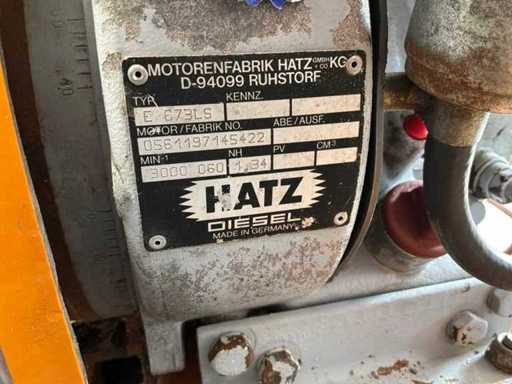 MOTORENFABRIK HATZ GMBH + CO KG
D-94099 RUHSTORF
TYP KENNZ.
E 673LS
MOTOR/FABRIK NO. ABE/AUSF.
0561197145422
MIN-1 NH PV CM3
3000 060 1,34
HATZ
DIESEL
MADE IN GERMANY